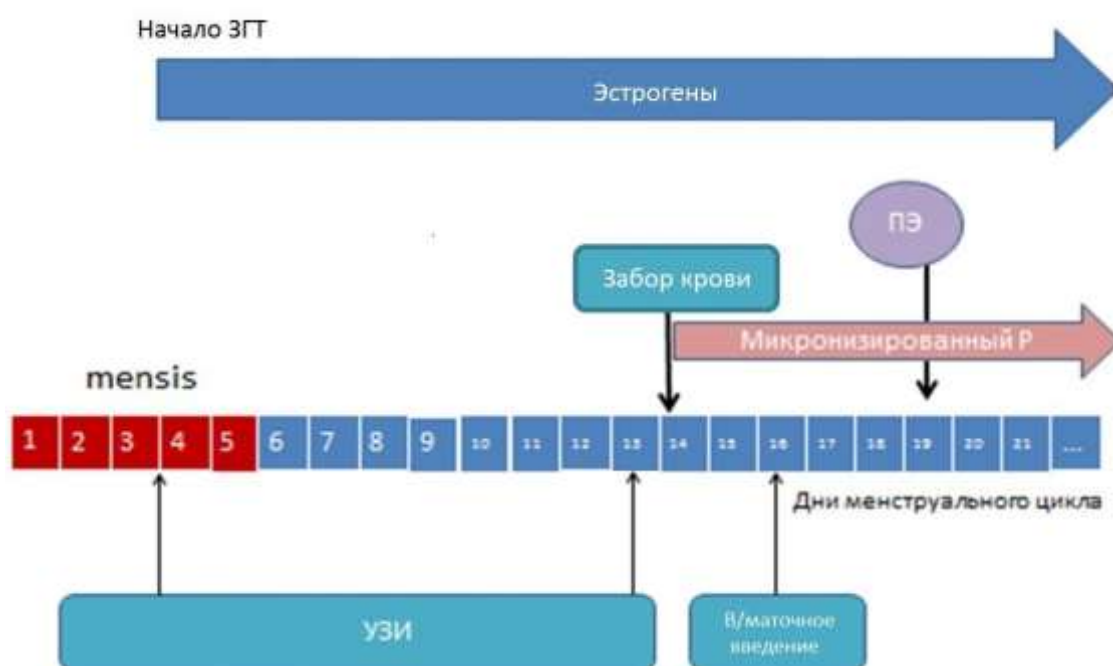 Начало ЗГТ
Эстрогены
ПЭ
Забор крови
Микронизированный Р
mensis
1 2 3 4 5 6 7 8 9 10 11 12 13 14 15 16 17 18 19 20 21 ...
Дни менструального цикла
УЗИ
В/маточное
введение